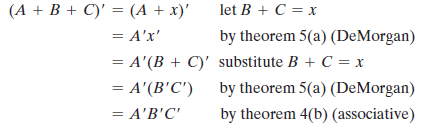 (A + B + C)' = (A + x)' let B + C = x
= A'x' by theorem 5(a) (DeMorgan)
= A'(B + C)' substitute B + C = x
= A'(B'C') by theorem 5(a) (DeMorgan)
= A'B'C' by theorem 4(b) (associative)